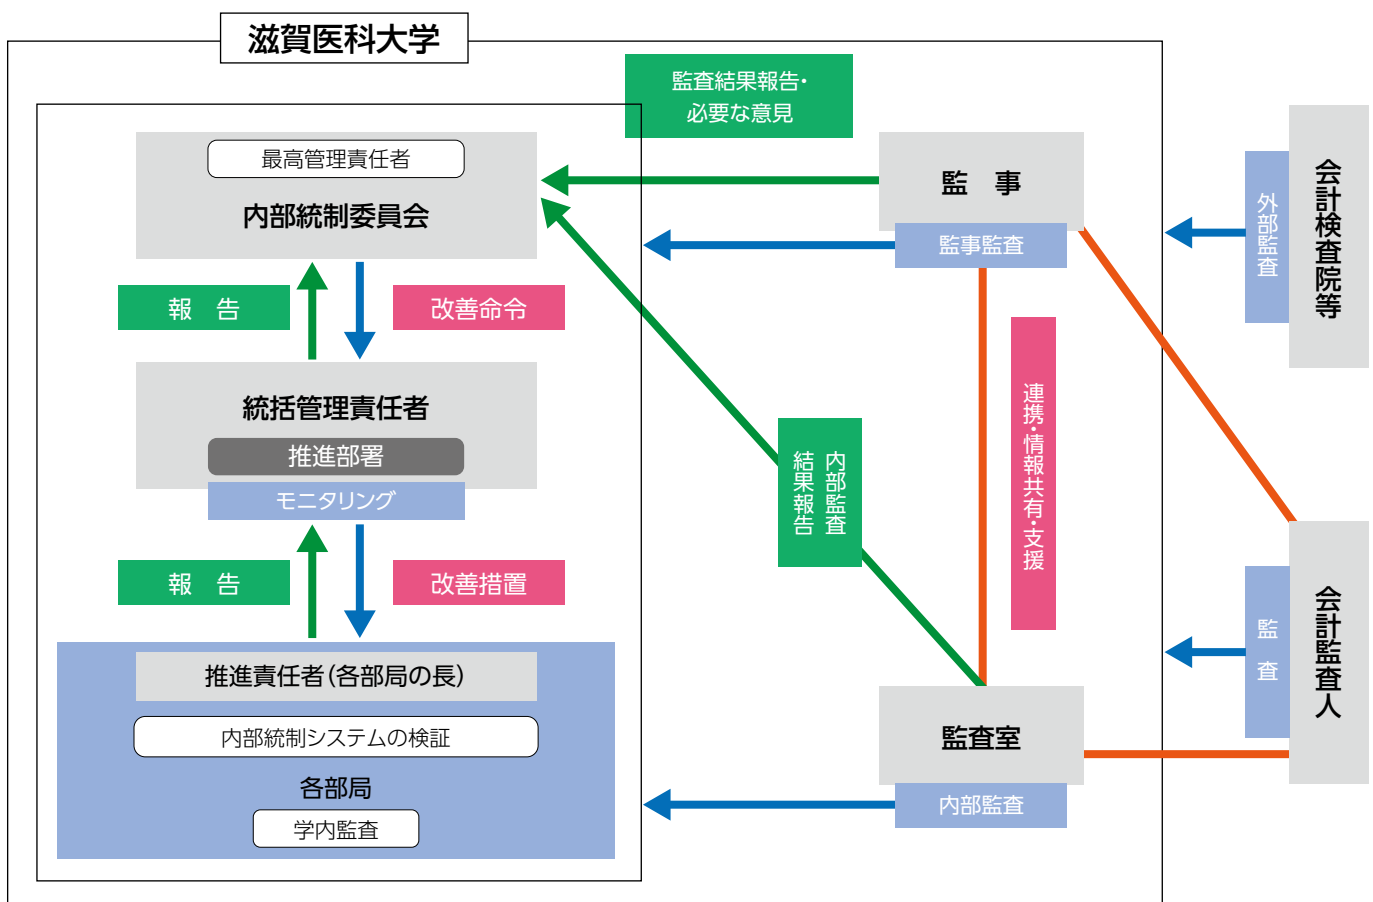 滋賀医科大学
監査結果報告・
必要な意見
最高管理責任者
内部統制委員会
報　告
改善命令
統括管理責任者
推進部署
モニタリング
報　告
改善措置
推進責任者（各部局の長）
内部統制システムの検証
各部局
学内監査
監　事
監事監査
連携・情報共有・支援
内部監査
結果報告
監査室
内部監査
会計検査院等
外部監査
会計監査人
監　査